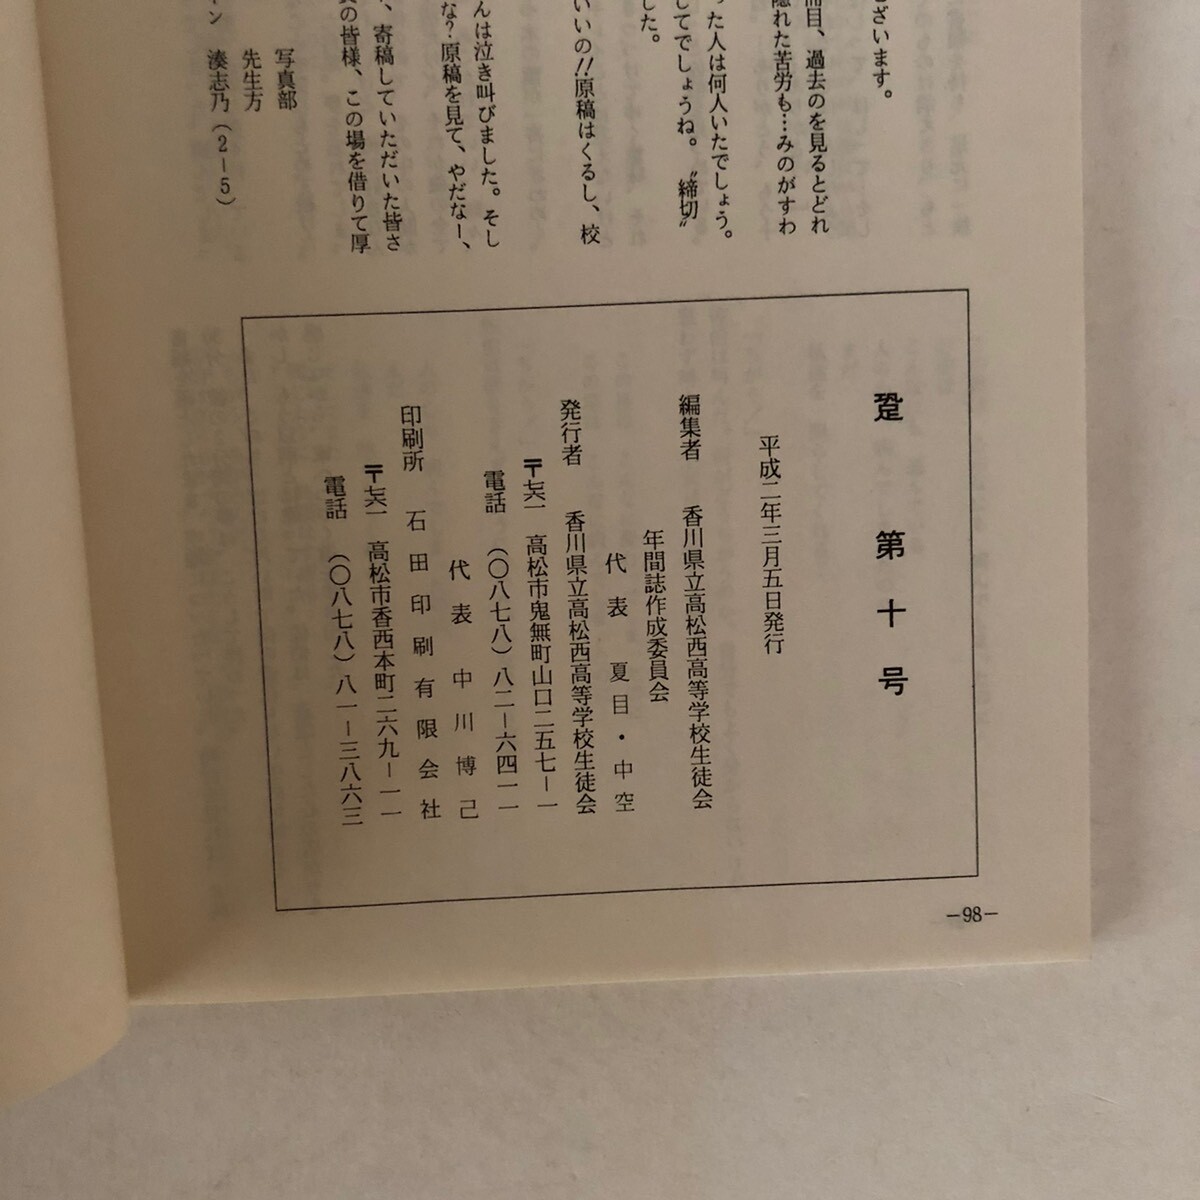 ざいます。
冊目、過去のを見るとどれ
隠れた苦労も…みのがすわ
った人は何人いたでしょう。
してでしょうね。〝締切〟
した。
いいの!!原稿はくるし、校
んは泣き叫びました。そし
な?原稿を見て、やだなー、
、寄稿していただいた皆さ
の皆様、この場を借りて厚
写真部
先生方
湊志乃(2―5)
第十号
平成二年三月五日発行
編集者 香川県立高松西高等学校生徒会
年間誌作成委員会
代表 夏目・中空
発行者 香川県立高松西高等学校生徒会
〒七六一 高松市鬼無町山口二五七―一
電話 (〇八七八)八二―六四一一
代表 中川博己
印刷所 石田印刷有限会社
〒七六一 高松市香西本町二六九―一一
電話 (〇八七八)八一―三八六三
―98―